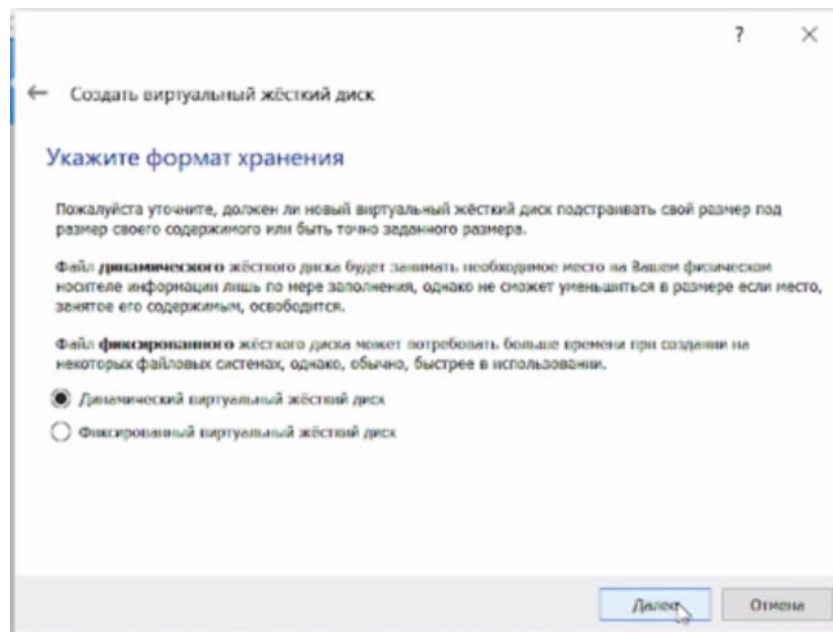 ?
Создать виртуальный жёсткий диск
Укажите формат хранения
Пожалуйста уточните, должен ли новый виртуальный жёсткий диск подстраивать свой размер под
размер своего содержимого или быть точно заданного размера.
Файл динамического жёсткого диска будет занимать необходимое место на Вашем физическом
носителе информации лишь по мере заполнения, однако не сможет уменьшиться в размере если место,
занятое его содержимым, освободится.
Файл фиксированного жёсткого диска может потребовать больше времени при создании на
некоторых файловых системах, однако, обычно, быстрее в использовании.
Динамический виртуальный жёсткий диск
Фиксированный виртуальный жёсткий диск
Далее Отмена